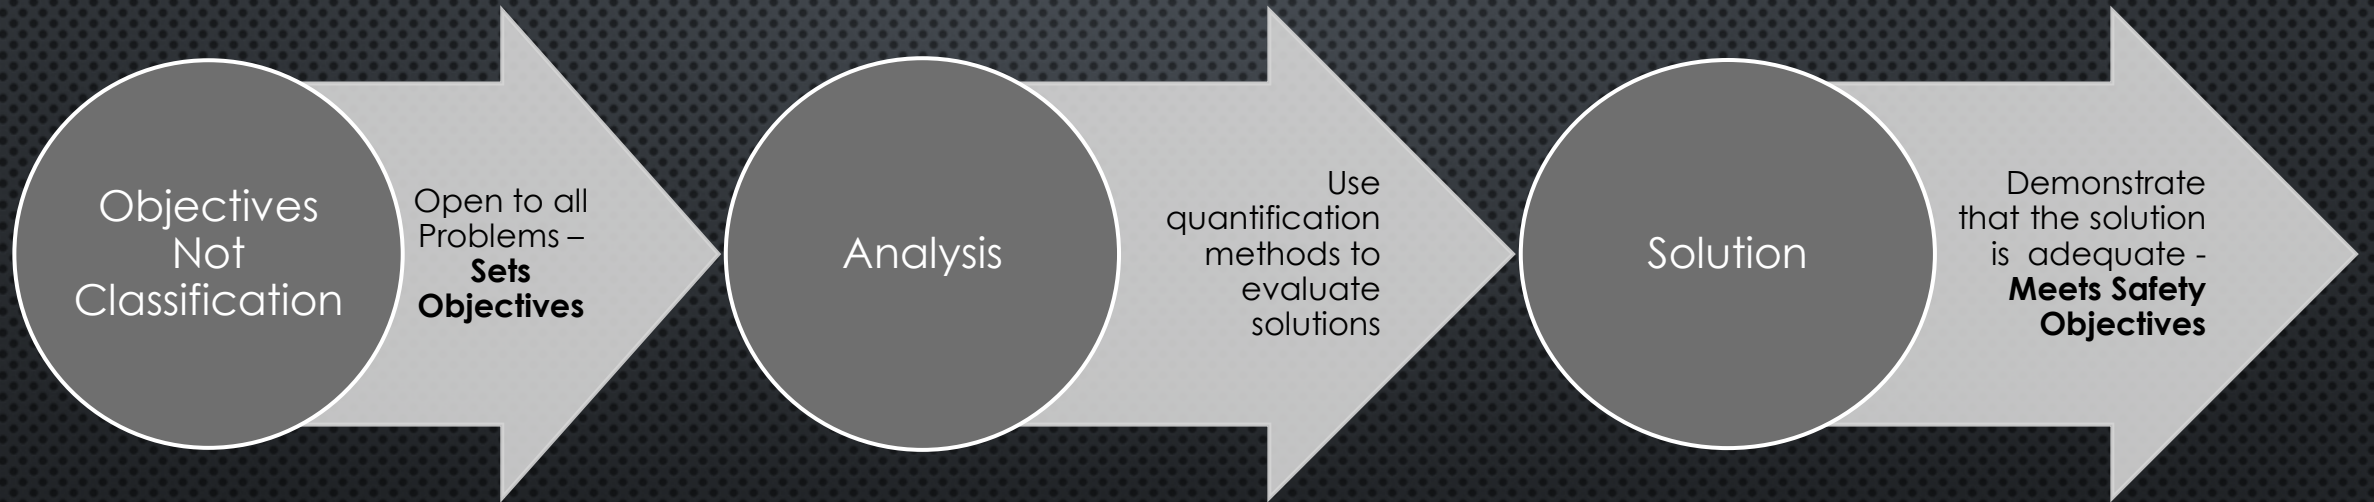 Objectives
Not
Classification
Open to all
Problems –
Sets
Objectives
Analysis
Use
quantification
methods to
evaluate
solutions
Solution
Demonstrate
that the solution
is  adequate -
Meets Safety
Objectives